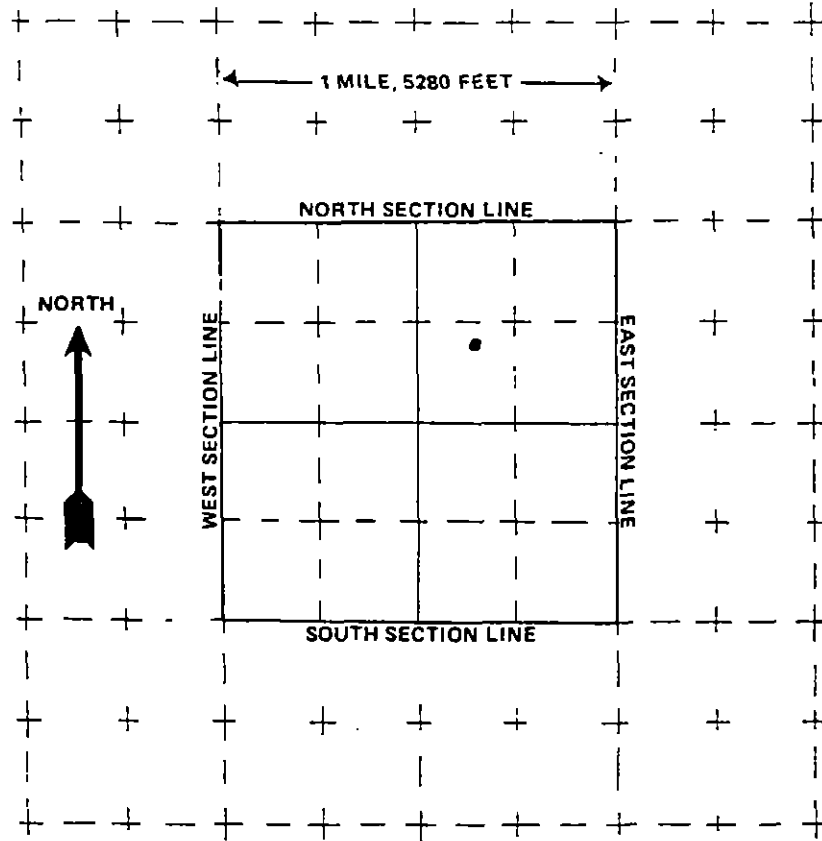 1 MILE, 5280 FEET
NORTH SECTION LINE
NORTH
WEST SECTION LINE
EAST SECTION LINE
SOUTH SECTION LINE